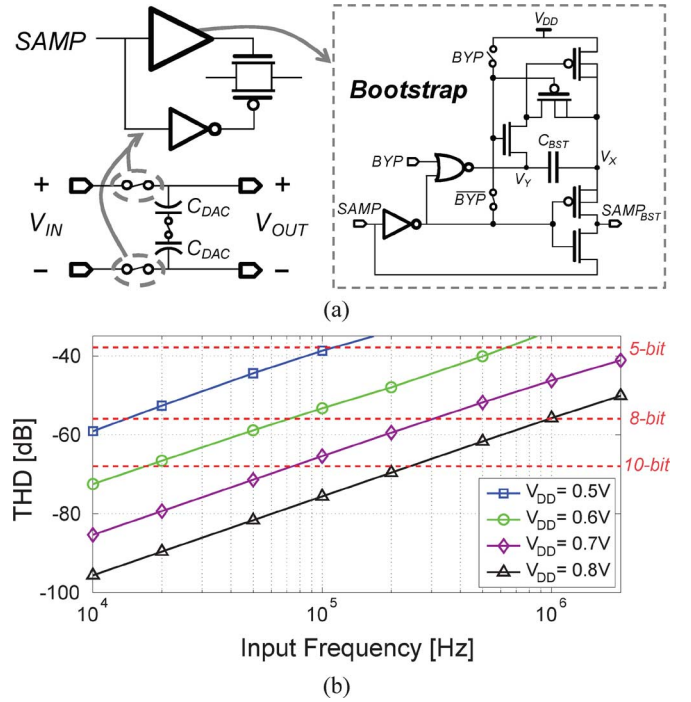 SAMP
V_DD
BYP
Bootstrap
C_BST
BYP
V_Y
V_X
SAMP
BYP
SAMP_BST
+
+
C_DAC
V_IN
V_OUT
C_DAC
−
−
(a)
-40
5-bit
8-bit
-60
10-bit
-80
-100
THD [dB]
V_DD = 0.5V
V_DD = 0.6V
V_DD = 0.7V
V_DD = 0.8V
10^4
10^5
10^6
Input Frequency [Hz]
(b)